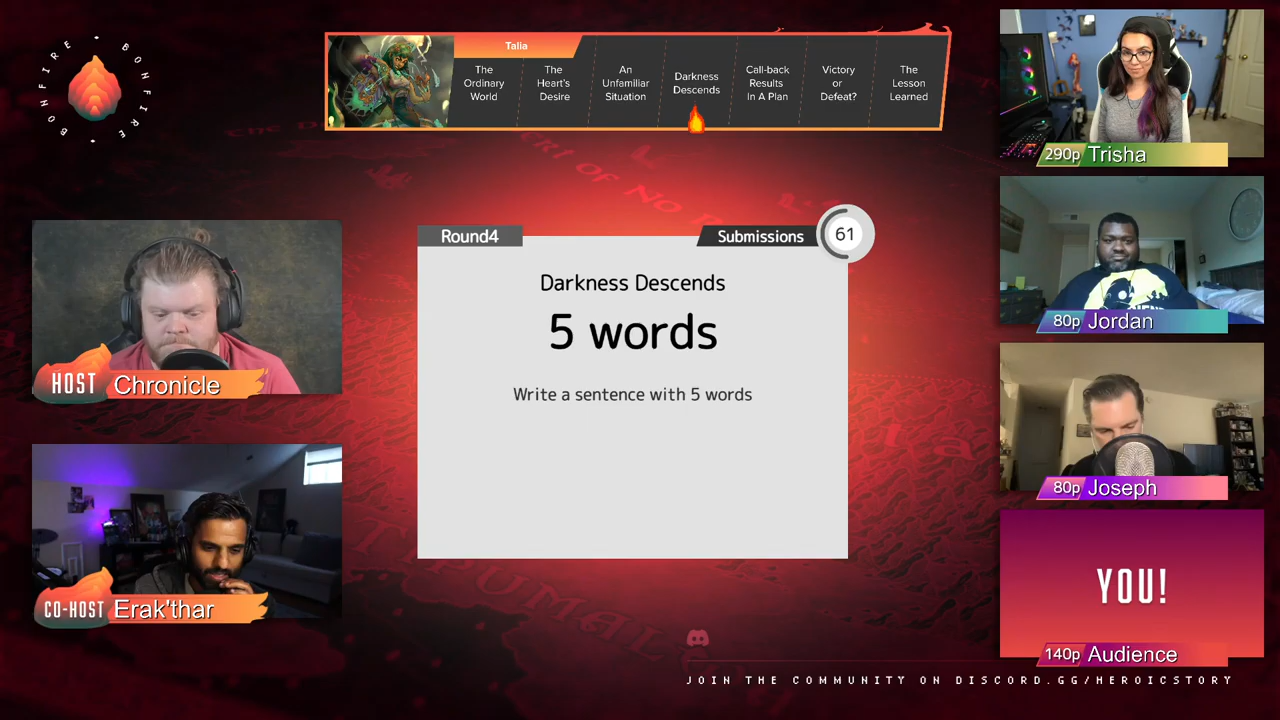 BONFIRE BONFIRE
Talia
The Ordinary World
The Heart's Desire
An Unfamiliar Situation
Darkness Descends
Call-back Results In A Plan
Victory or Defeat?
The Lesson Learned
290p Trisha
Round4
Submissions
61
Darkness Descends
5 words
Write a sentence with 5 words
80p Jordan
HOST Chronicle
80p Joseph
CO-HOST Erak'thar
YOU!
140p Audience
JOIN THE COMMUNITY ON DISCORD.GG/HEROICSTORY